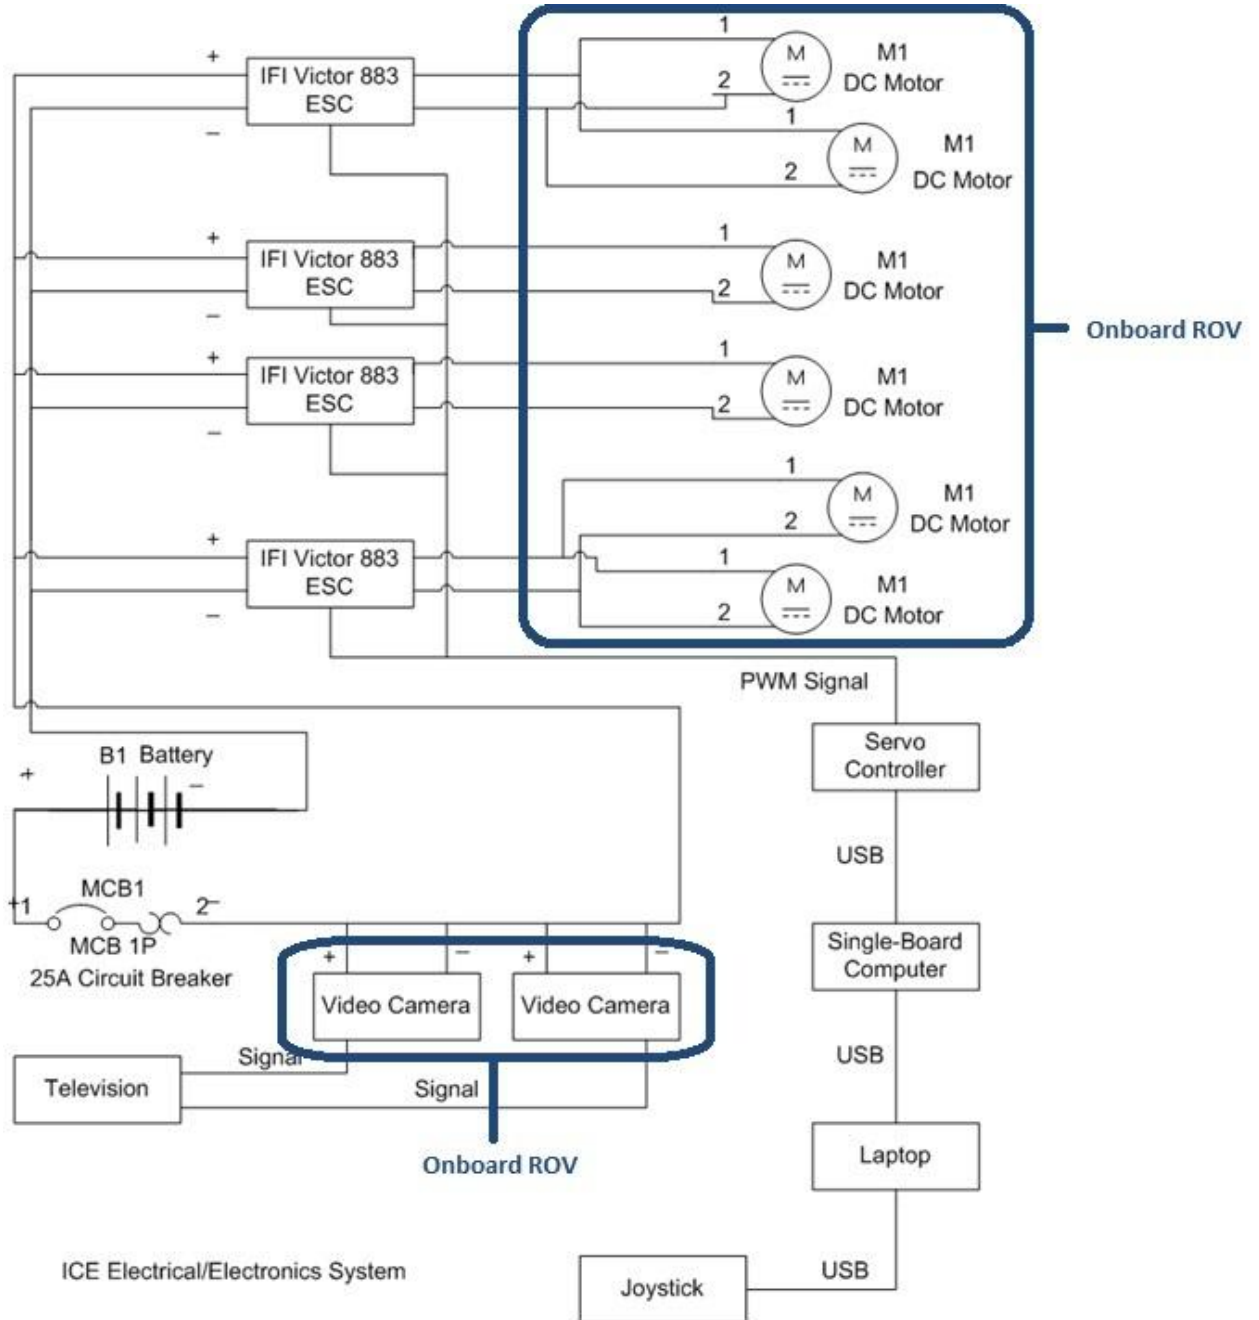 1
+
IFI Victor 883
ESC
M
M1
DC Motor
2
−
1
M
M1
DC Motor
2
+
IFI Victor 883
ESC
1
M
M1
DC Motor
2
−
Onboard ROV
+
IFI Victor 883
ESC
1
M
M1
DC Motor
2
−
1
M
M1
DC Motor
2
+
IFI Victor 883
ESC
1
M
M1
DC Motor
2
−
PWM Signal
Servo
Controller
B1 Battery
+
−
USB
MCB1
+1
2−
MCB 1P
25A Circuit Breaker
Single-Board
Computer
+
−
+
−
Video Camera
Video Camera
USB
Signal
Television
Signal
Onboard ROV
Laptop
ICE Electrical/Electronics System
USB
Joystick